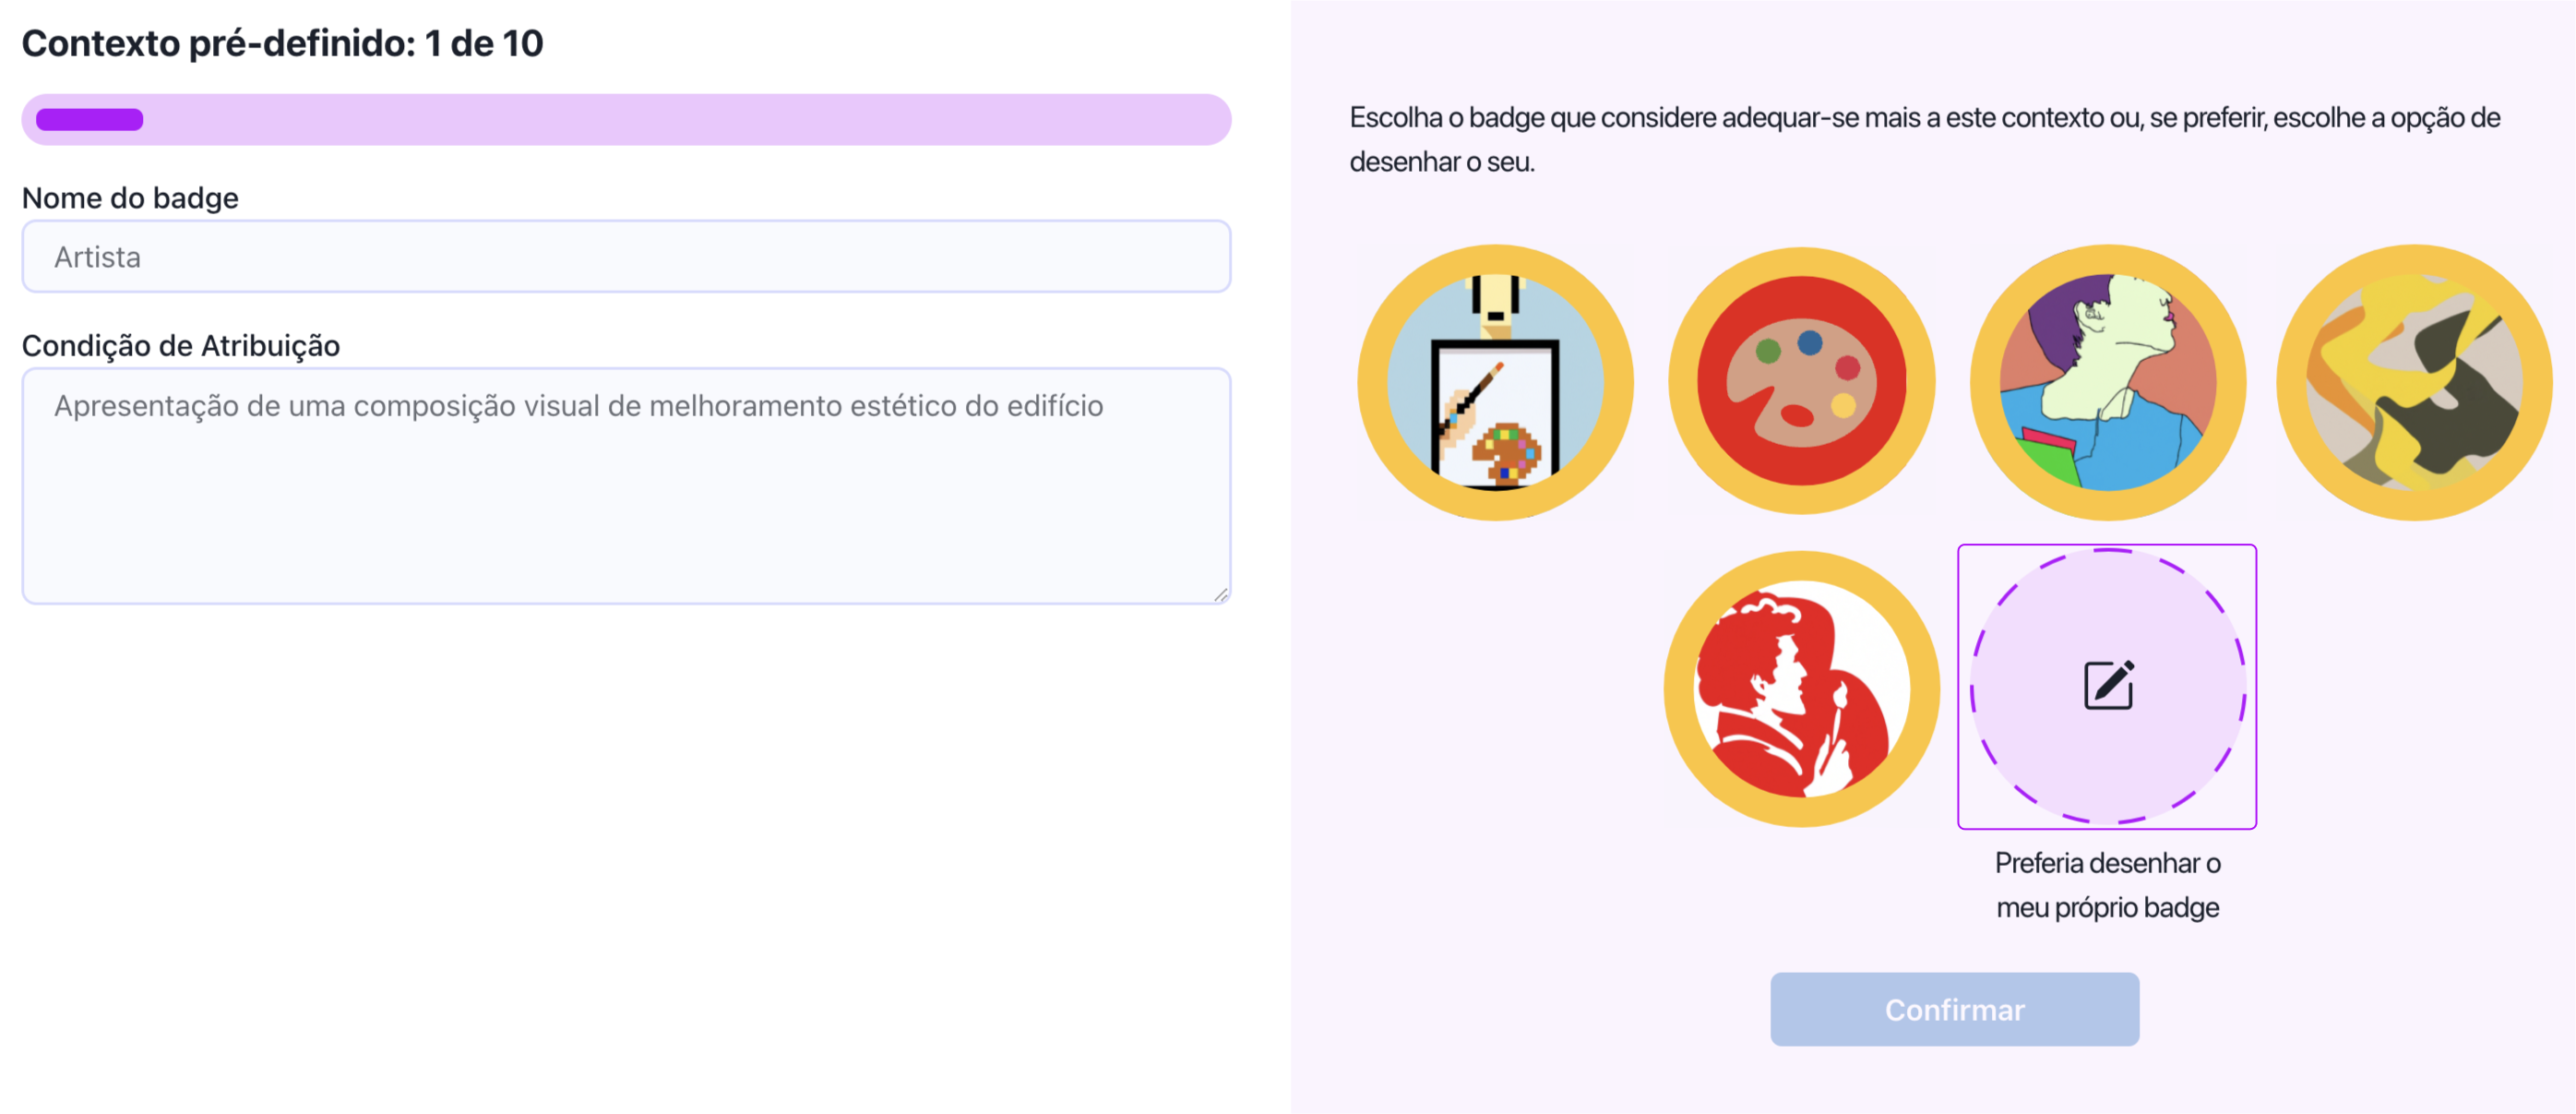 Contexto pré-definido: 1 de 10
Nome do badge
Artista
Condição de Atribuição
Apresentação de uma composição visual de melhoramento estético do edifício
Escolha o badge que considere adequar-se mais a este contexto ou, se preferir, escolhe a opção de
desenhar o seu.
Preferia desenhar o
meu próprio badge
Confirmar